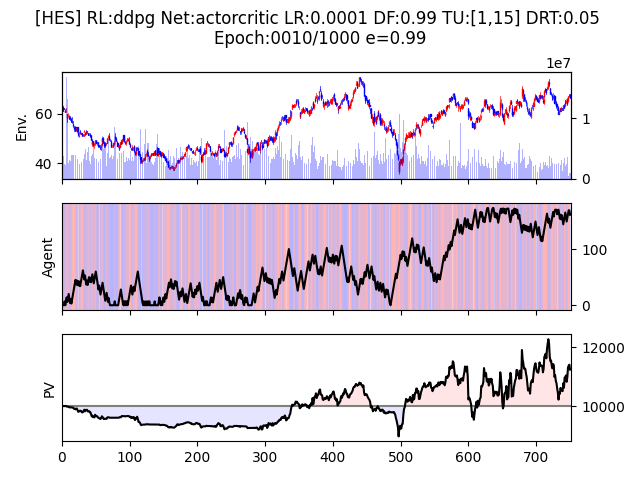 [HES] RL:ddpg Net:actorcritic LR:0.0001 DF:0.99 TU:[1,15] DRT:0.05
Epoch:0010/1000 e=0.99
1e7
Env.
60
40
1
0
Agent
100
0
PV
12000
10000
0 100 200 300 400 500 600 700